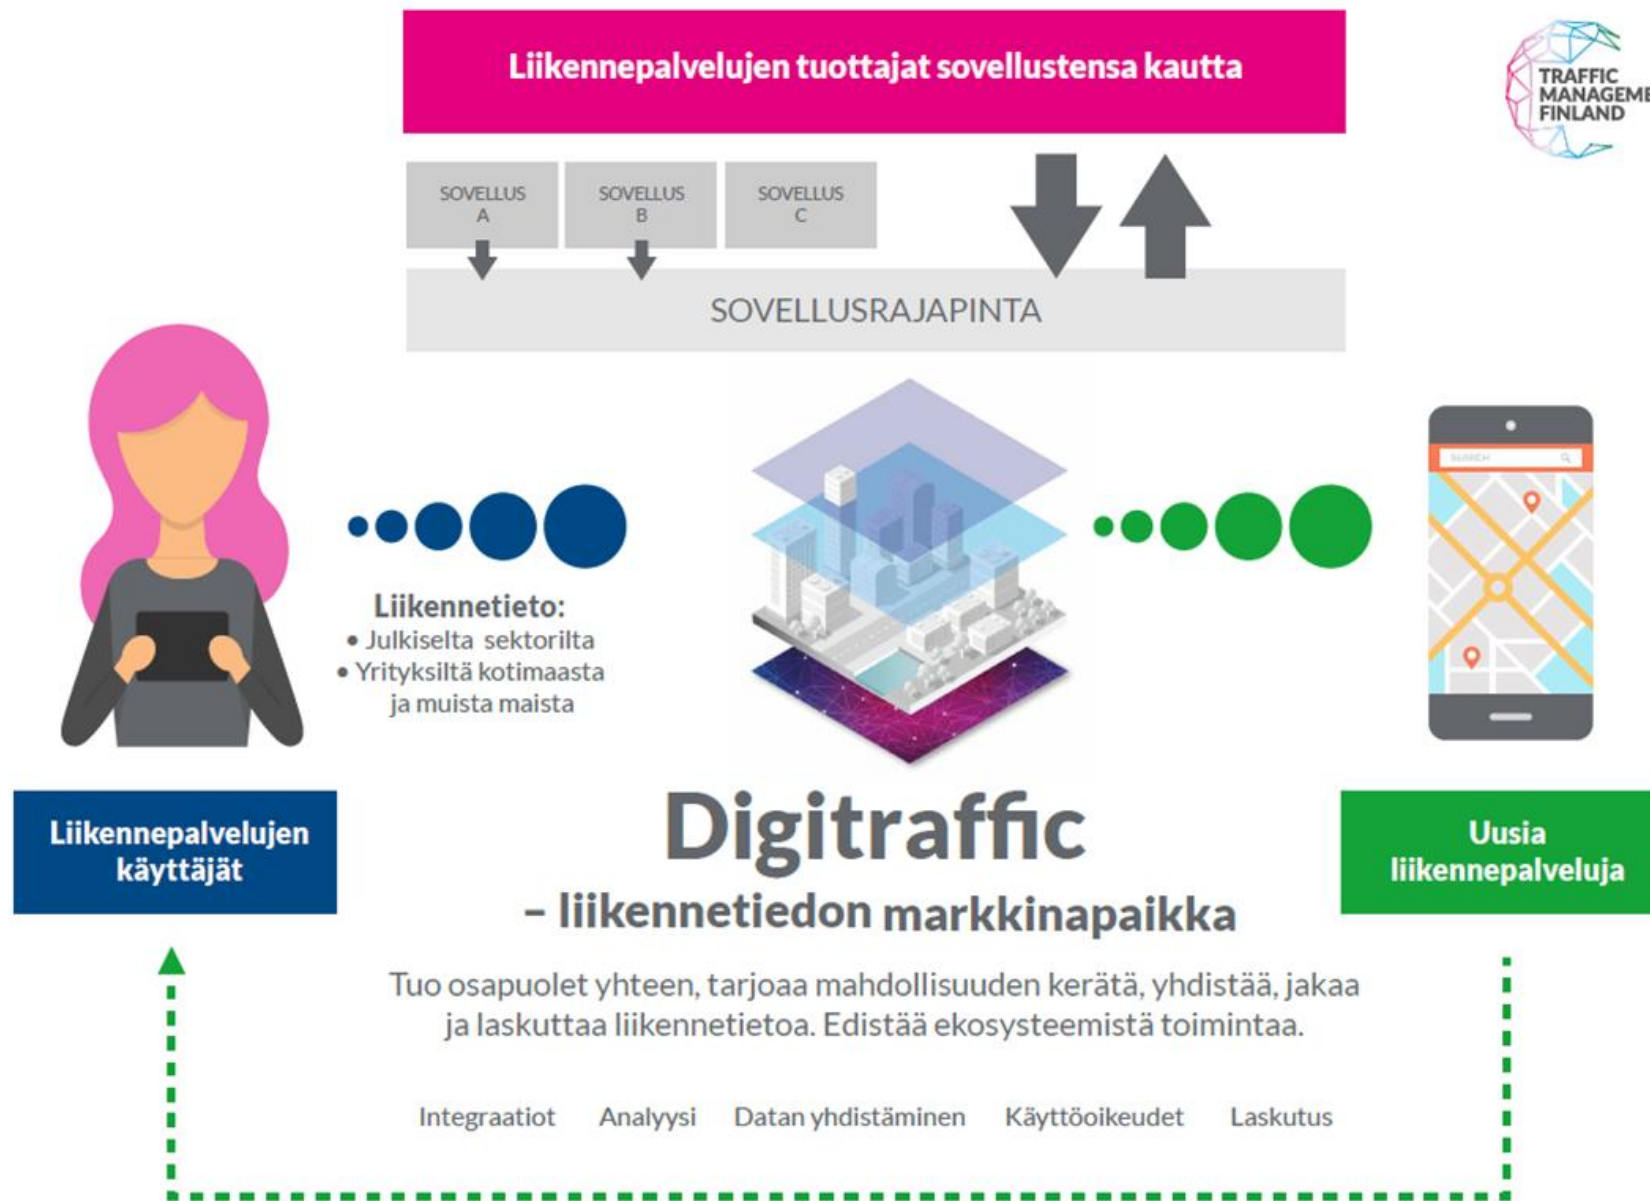 Liikennepalvelujen tuottajat sovellustensa kautta
TRAFFIC
MANAGEME
FINLAND
SOVELLUS
A
SOVELLUS
B
SOVELLUS
C
SOVELLUSRAJAPINTA
SEARCH
Liikennetieto:
• Julkiselta sektorilta
• Yrityksiltä kotimaasta
ja muista maista
Liikennepalvelujen
käyttäjät
Digitraffic
– liikennetiedon markkinapaikka
Uusia
liikennepalveluja
Tuo osapuolet yhteen, tarjoaa mahdollisuuden kerätä, yhdistää, jakaa
ja laskuttaa liikennetietoa. Edistää ekosysteemistä toimintaa.
Integraatiot Analyysi Datan yhdistäminen Käyttöoikeudet Laskutus